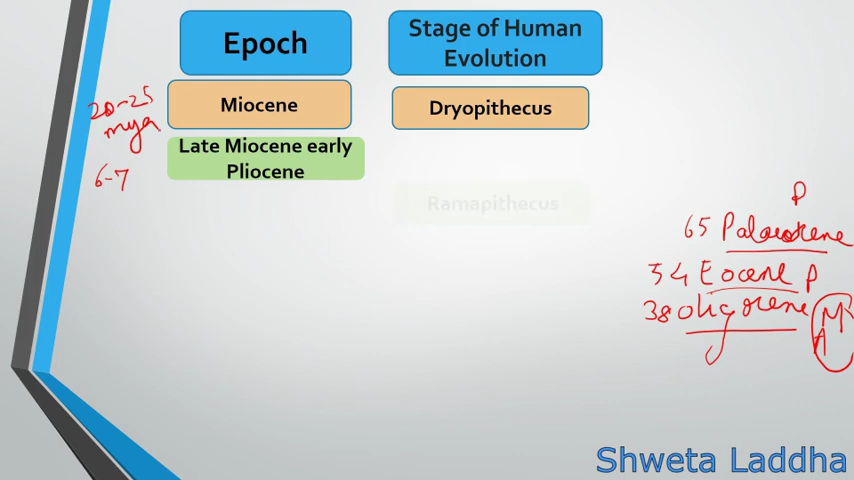 Epoch
Stage of Human
Evolution
Miocene
Dryopithecus
20-25
mya
Late Miocene early
Pliocene
6-7
Ramapithecus
P
65 Palaeocene
54 Eocene P
38 Oligocene
M
A
Shweta Laddha